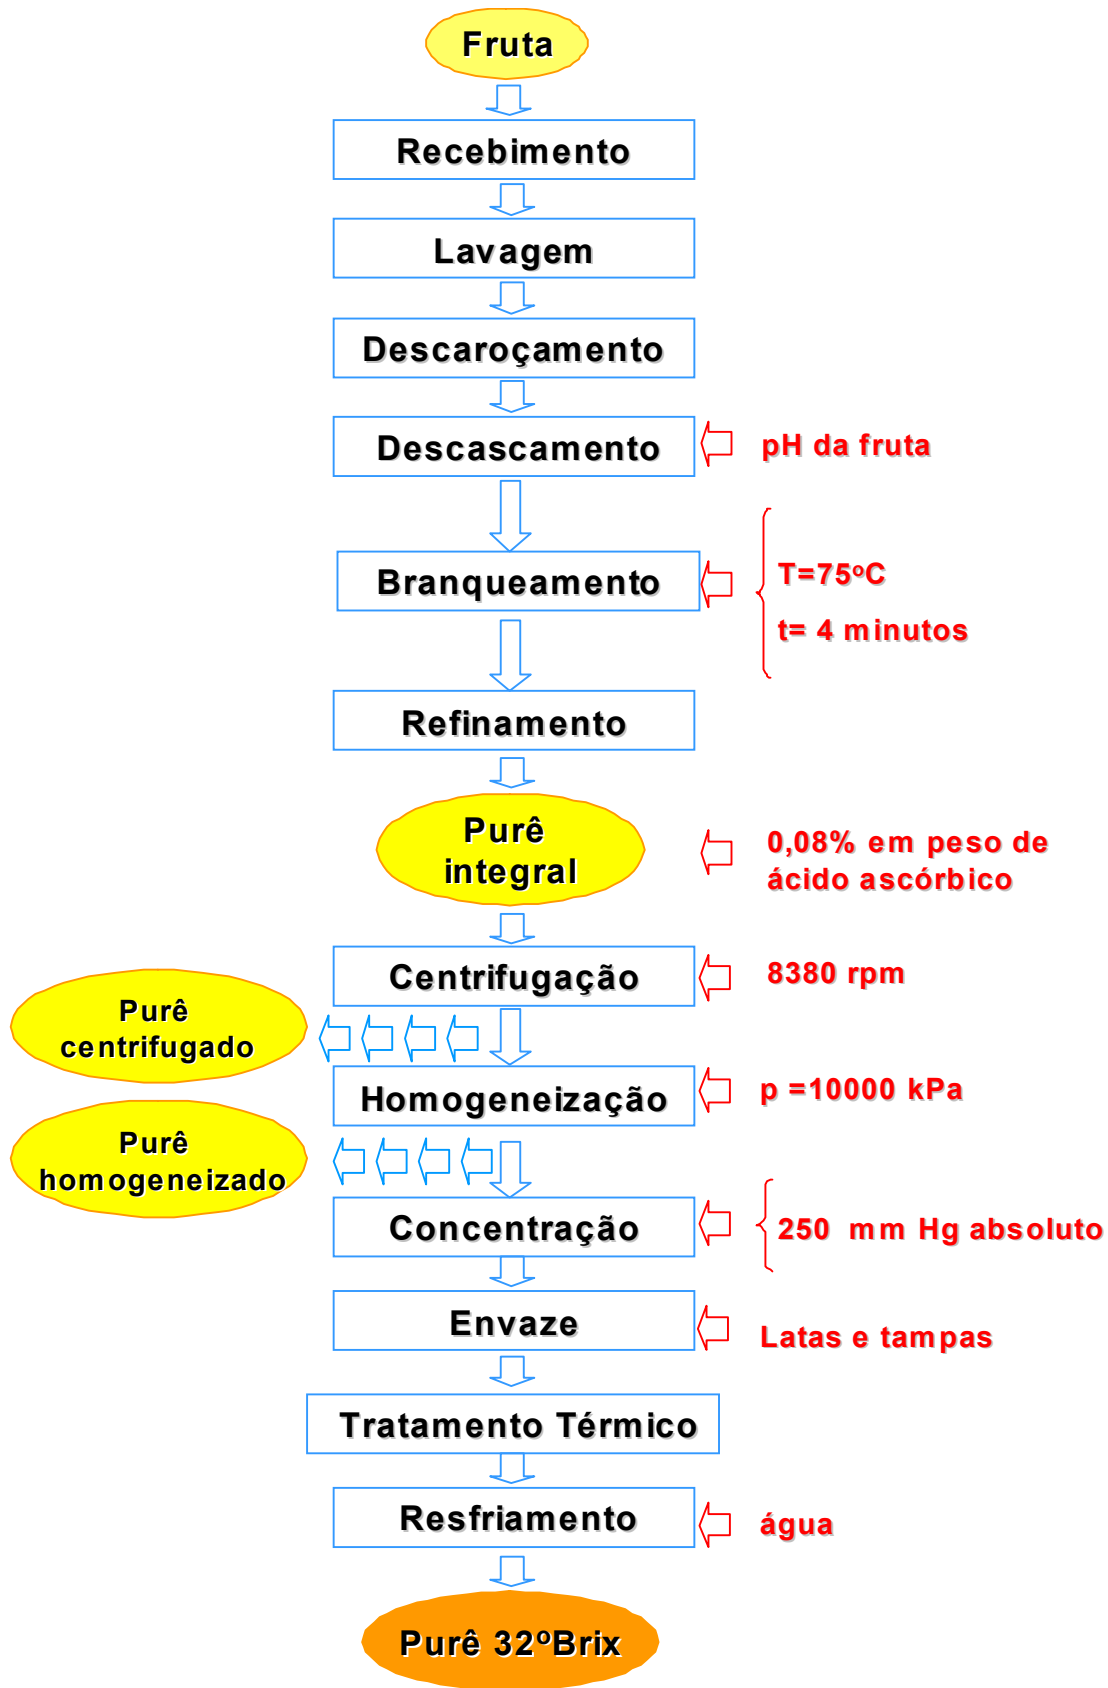 Fruta
Recebimento
Lavagem
Descaroçamento
Descascamento
pH da fruta
Branqueamento
T=75ºC
t= 4 minutos
Refinamento
Purê
integral
0,08% em peso de
ácido ascórbico
Centrifugação
8380 rpm
Purê
centrifugado
Homogeneização
p =10000 kPa
Purê
homogeneizado
Concentração
250 mm Hg absoluto
Envaze
Latas e tampas
Tratamento Térmico
Resfriamento
água
Purê 32ºBrix